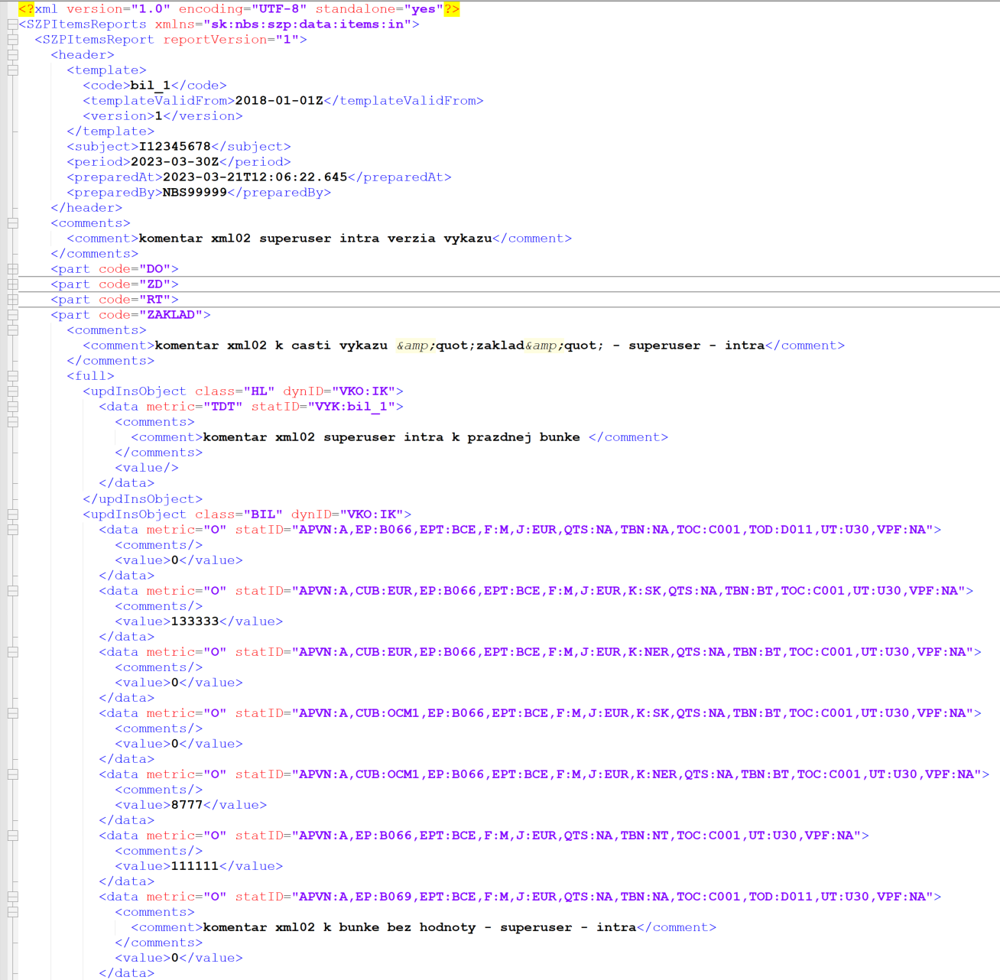 <?xml version="1.0" encoding="UTF-8" standalone="yes"?>
<SZPItemsReports xmlns="sk:nbs:szp:data:items:in">
<SZPItemsReport reportVersion="1">
<header>
<template>
<code>bil_1</code>
<templateValidFrom>2018-01-01Z</templateValidFrom>
<version>1</version>
</template>
<subject>I12345678</subject>
<period>2023-03-30Z</period>
<preparedAt>2023-03-21T12:06:22.645</preparedAt>
<preparedBy>NBS99999</preparedBy>
</header>
<comments>
<comment>komentar xml02 superuser intra verzia vykazu</comment>
</comments>
<part code="DO">
<part code="ZD">
<part code="RT">
<part code="ZAKLAD">
<comments>
<comment>komentar xml02 k casti vykazu &amp;quot;zaklad&amp;quot; - superuser - intra</comment>
</comments>
<full>
<updInsObject class="HL" dynID="VKO:IK">
<data metric="TDT" statID="VYK:bil_1">
<comments>
<comment>komentar xml02 superuser intra k prazdnej bunke </comment>
</comments>
<value/>
</data>
</updInsObject>
<updInsObject class="BIL" dynID="VKO:IK">
<data metric="O" statID="APVN:A,EP:B066,EPT:BCE,F:M,J:EUR,QTS:NA,TBN:NA,TOC:C001,TOD:D011,UT:U30,VPF:NA">
<comments/>
<value>0</value>
</data>
<data metric="O" statID="APVN:A,CUB:EUR,EP:B066,EPT:BCE,F:M,J:EUR,K:SK,QTS:NA,TBN:BT,TOC:C001,UT:U30,VPF:NA">
<comments/>
<value>133333</value>
</data>
<data metric="O" statID="APVN:A,CUB:EUR,EP:B066,EPT:BCE,F:M,J:EUR,K:NER,QTS:NA,TBN:BT,TOC:C001,UT:U30,VPF:NA">
<comments/>
<value>0</value>
</data>
<data metric="O" statID="APVN:A,CUB:OCM1,EP:B066,EPT:BCE,F:M,J:EUR,K:SK,QTS:NA,TBN:BT,TOC:C001,UT:U30,VPF:NA">
<comments/>
<value>0</value>
</data>
<data metric="O" statID="APVN:A,CUB:OCM1,EP:B066,EPT:BCE,F:M,J:EUR,K:NER,QTS:NA,TBN:BT,TOC:C001,UT:U30,VPF:NA">
<comments/>
<value>8777</value>
</data>
<data metric="O" statID="APVN:A,EP:B066,EPT:BCE,F:M,J:EUR,QTS:NA,TBN:NT,TOC:C001,UT:U30,VPF:NA">
<comments/>
<value>111111</value>
</data>
<data metric="O" statID="APVN:A,EP:B069,EPT:BCE,F:M,J:EUR,QTS:NA,TBN:NA,TOC:C001,TOD:D011,UT:U30,VPF:NA">
<comments>
<comment>komentar xml02 k bunke bez hodnoty - superuser - intra</comment>
</comments>
<value>0</value>
</data>